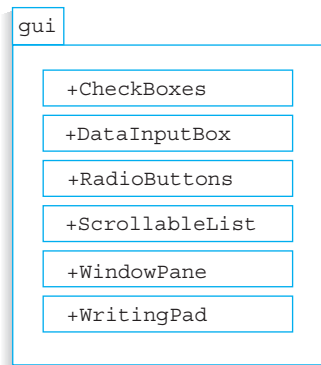 gui
+CheckBoxes
+DataInputBox
+RadioButtons
+ScrollableList
+WindowPane
+WritingPad